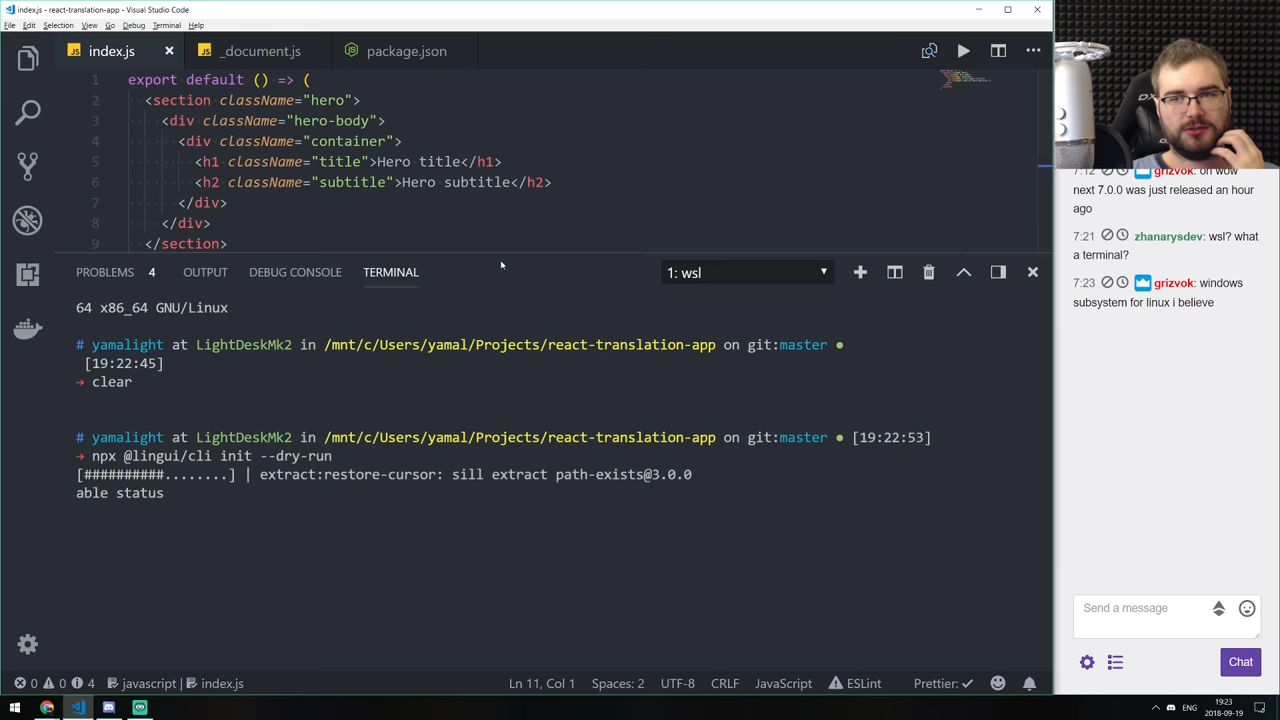 index.js - react-translation-app - Visual Studio Code
File Edit Selection View Go Debug Terminal Help
JS index.js JS _document.js package.json
1 export default () => (
2 <section className="hero">
3 <div className="hero-body">
4 <div className="container">
5 <h1 className="title">Hero title</h1>
6 <h2 className="subtitle">Hero subtitle</h2>
7 </div>
8 </div>
9 </section>
PROBLEMS 4 OUTPUT DEBUG CONSOLE TERMINAL 1: wsl
64 x86_64 GNU/Linux
# yamalight at LightDeskMk2 in /mnt/c/Users/yamal/Projects/react-translation-app on git:master ●
[19:22:45]
→ clear
# yamalight at LightDeskMk2 in /mnt/c/Users/yamal/Projects/react-translation-app on git:master ● [19:22:53]
→ npx @lingui/cli init --dry-run
[##########........] | extract:restore-cursor: sill extract path-exists@3.0.0
able status
0 0 4 javascript | index.js Ln 11, Col 1 Spaces: 2 UTF-8 CRLF JavaScript ESLint Prettier: ✓
DX
7:12 grizvok: oh wow
next 7.0.0 was just released an hour
ago
7:21 zhanarysdev: wsl? what
a terminal?
7:23 grizvok: windows
subsystem for linux i believe
Send a message
Chat
ENG
19:23
2018-09-19